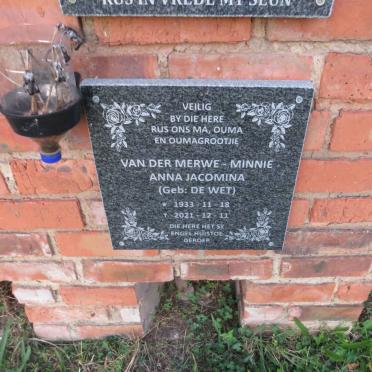 RUS IN VREDE MY SEUN
VEILIG
BY DIE HERE
RUS ONS MA, OUMA
EN OUMAGROOTJIE
VAN DER MERWE - MINNIE
ANNA JACOMINA
(Geb: DE WET)
* 1933 - 11 - 18
† 2021 - 12 - 11
DIE HERE HET SY
ENGEL HUISTOE
GEROEP